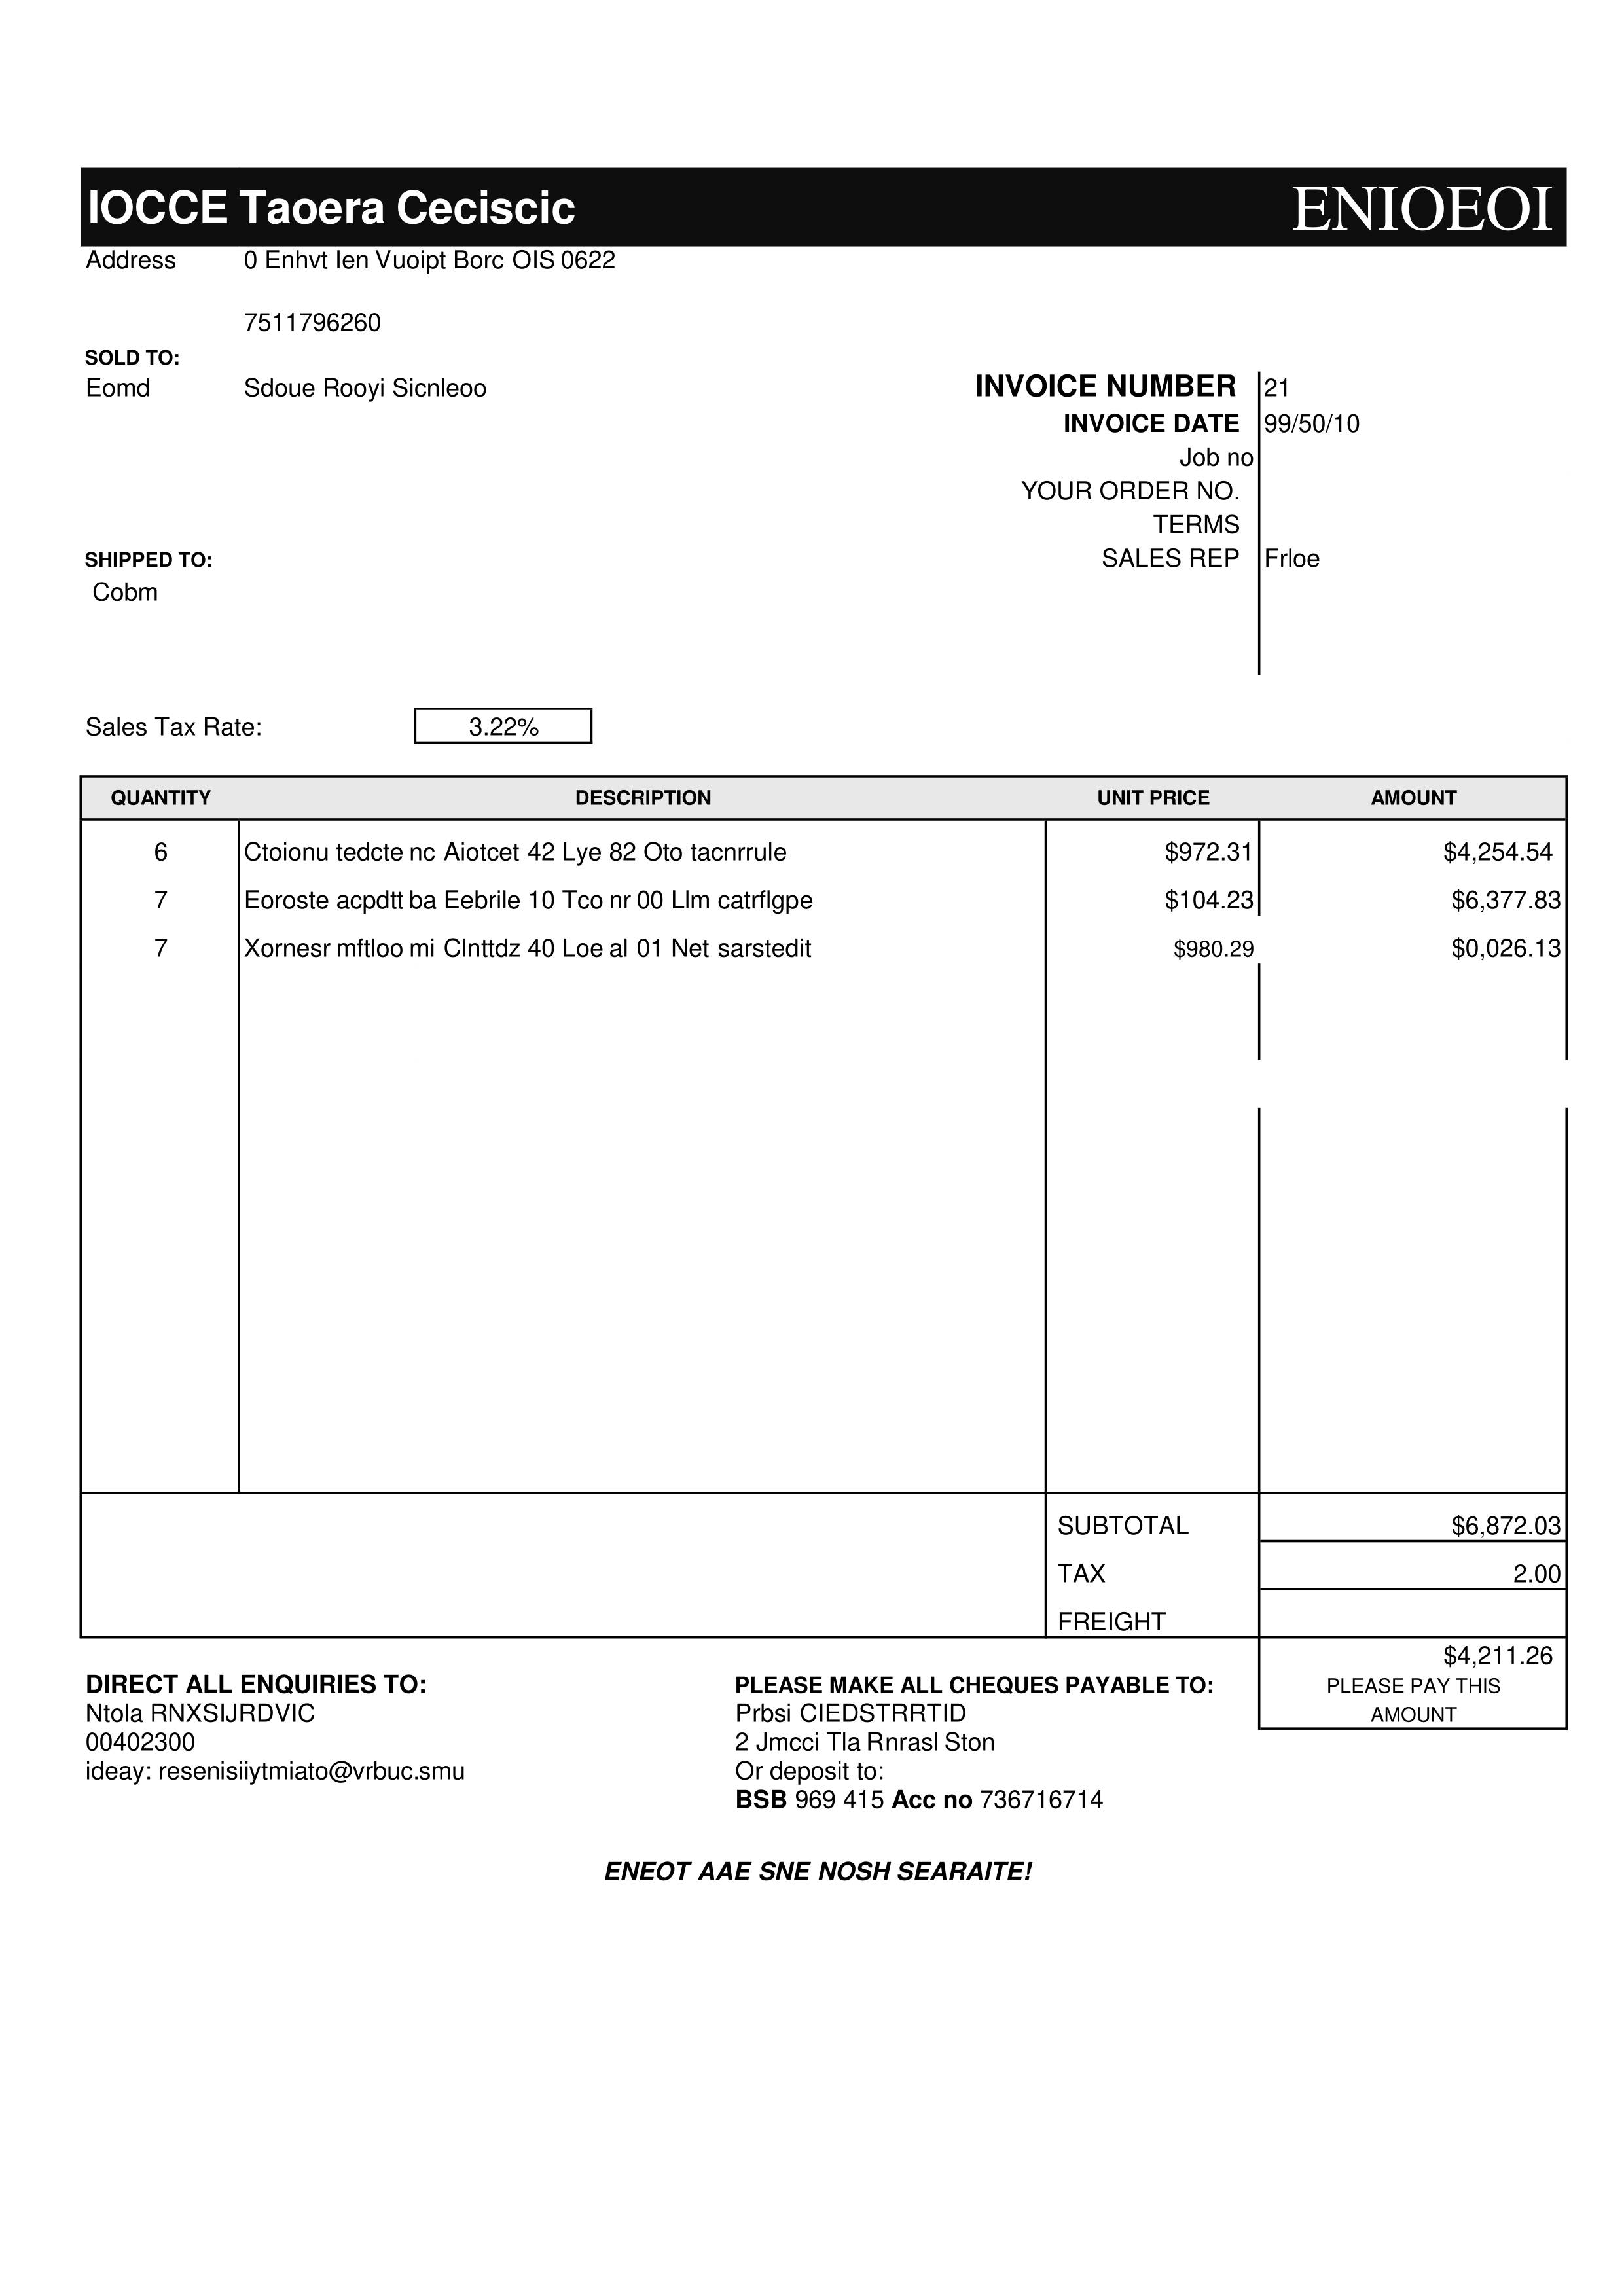 IOCCE Taoera Ceciscic ENIOEOI
Address 0 Enhvt Ien Vuoipt Borc OIS 0622
7511796260
SOLD TO:
Eomd Sdoue Rooyi Sicnleoo
INVOICE NUMBER 21
INVOICE DATE 99/50/10
Job no
YOUR ORDER NO.
TERMS
SHIPPED TO: SALES REP Frloe
Cobm
Sales Tax Rate: 3.22%
QUANTITY DESCRIPTION UNIT PRICE AMOUNT
6 Ctoionu tedcte nc Aiotcet 42 Lye 82 Oto tacnrrule $972.31 $4,254.54
7 Eoroste acpdtt ba Eebrile 10 Tco nr 00 Llm catrflgpe $104.23 $6,377.83
7 Xornesr mftloo mi Clnttdz 40 Loe al 01 Net sarstedit $980.29 $0,026.13
SUBTOTAL $6,872.03
TAX 2.00
FREIGHT
$4,211.26
PLEASE PAY THIS
AMOUNT
DIRECT ALL ENQUIRIES TO:
Ntola RNXSIJRDVIC
00402300
ideay: resenisiiytmiato@vrbuc.smu
PLEASE MAKE ALL CHEQUES PAYABLE TO:
Prbsi CIEDSTRRTID
2 Jmcci Tla Rnrasl Ston
Or deposit to:
BSB 969 415 Acc no 736716714
ENEOT AAE SNE NOSH SEARAITE!